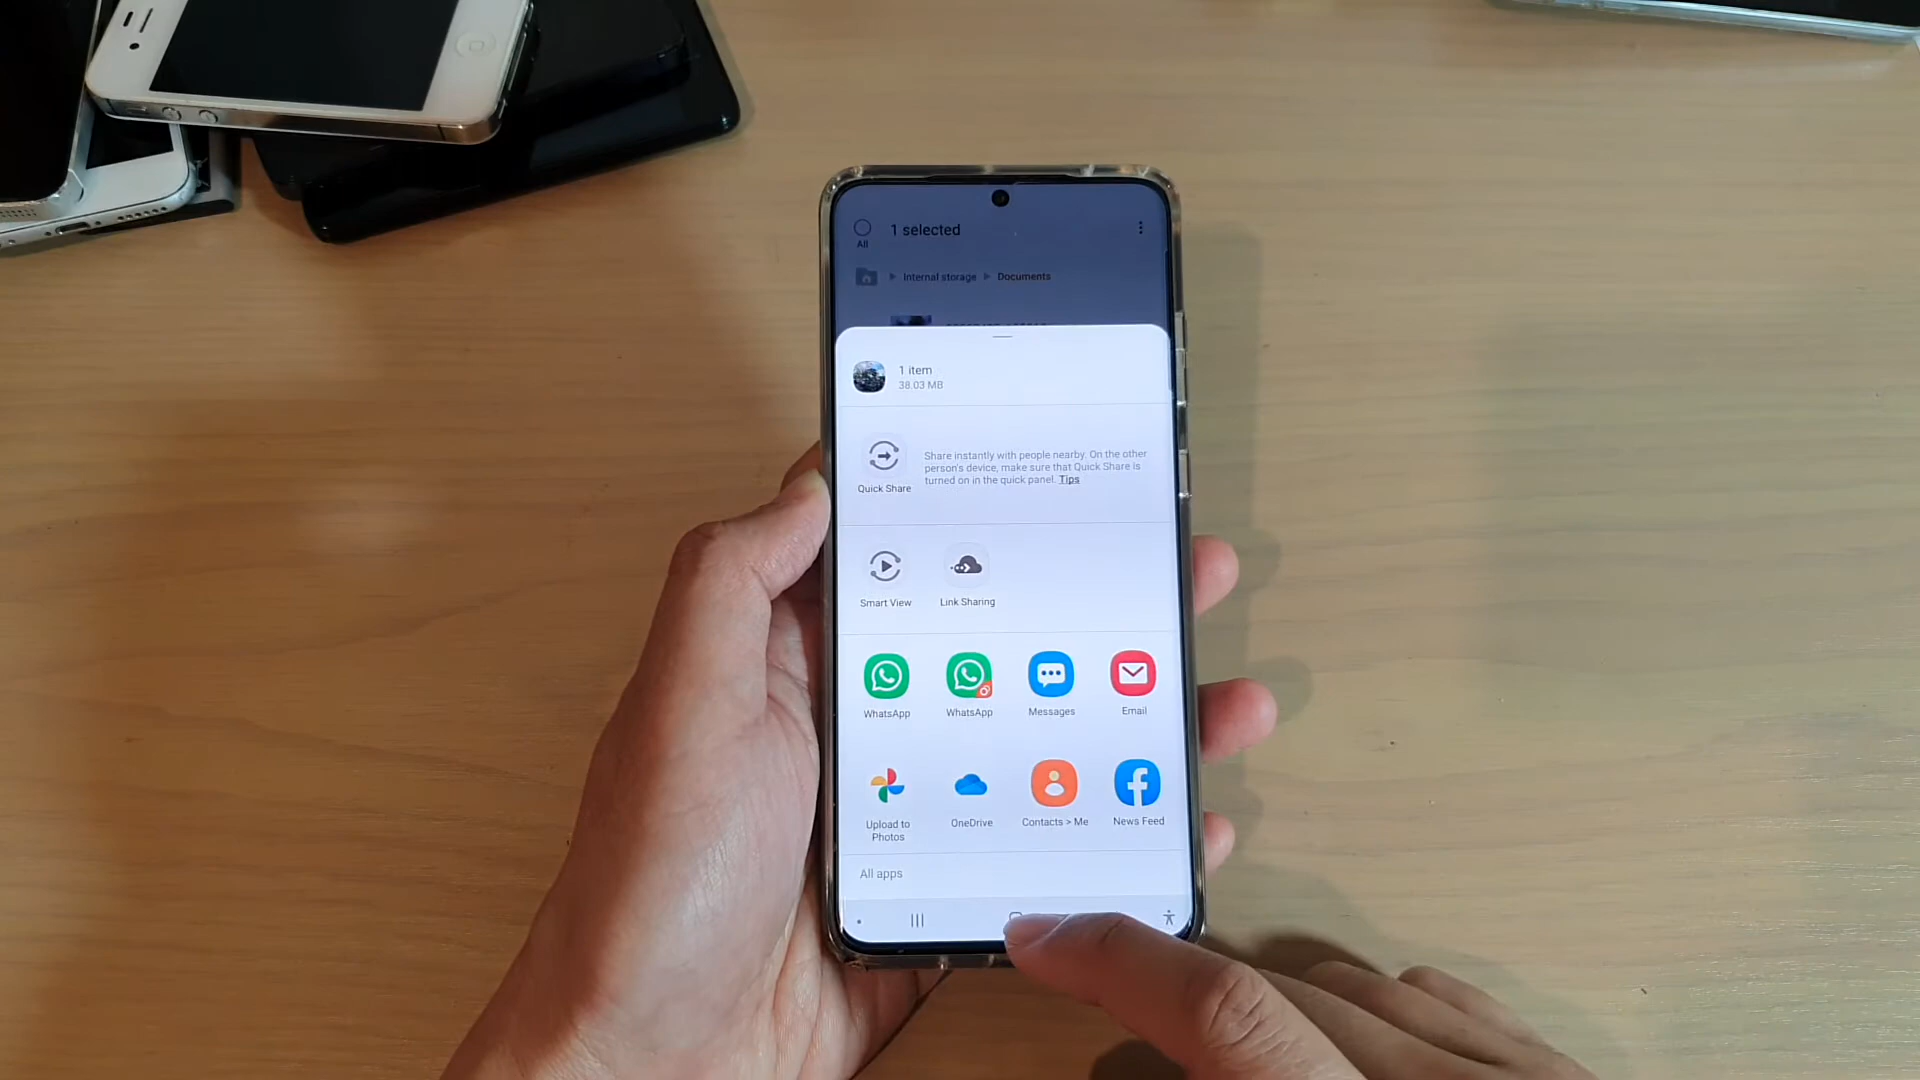 1 selected
All
Internal storage
Documents
1 item
38.03 MB
Share instantly with people nearby. On the other
person's device, make sure that Quick Share is
turned on in the quick panel. Tips
Quick Share
Smart View
Link Sharing
WhatsApp
WhatsApp
Messages
Email
Upload to
Photos
OneDrive
Contacts > Me
News Feed
All apps